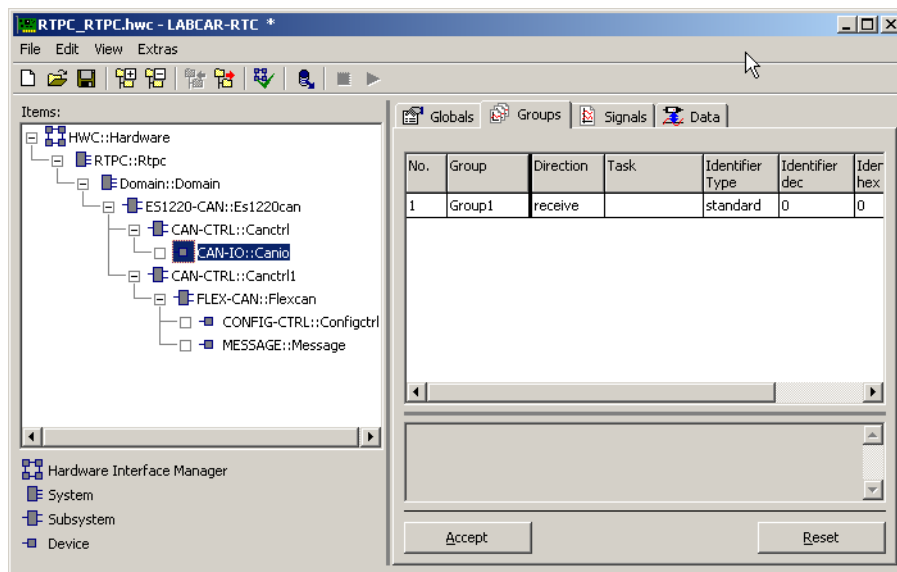 RTPC_RTPC.hwc - LABCAR-RTC *
File Edit View Extras
Items:
HWC::Hardware
RTPC::Rtpc
Domain::Domain
ES1220-CAN::Es1220can
CAN-CTRL::Canctrl
CAN-IO::Canio
CAN-CTRL::Canctrl1
FLEX-CAN::Flexcan
CONFIG-CTRL::Configctrl
MESSAGE::Message
Hardware Interface Manager
System
Subsystem
Device
Globals Groups Signals Data
No. Group Direction Task Identifier Type Identifier dec Iden hex
1 Group1 receive standard 0 0
Accept Reset